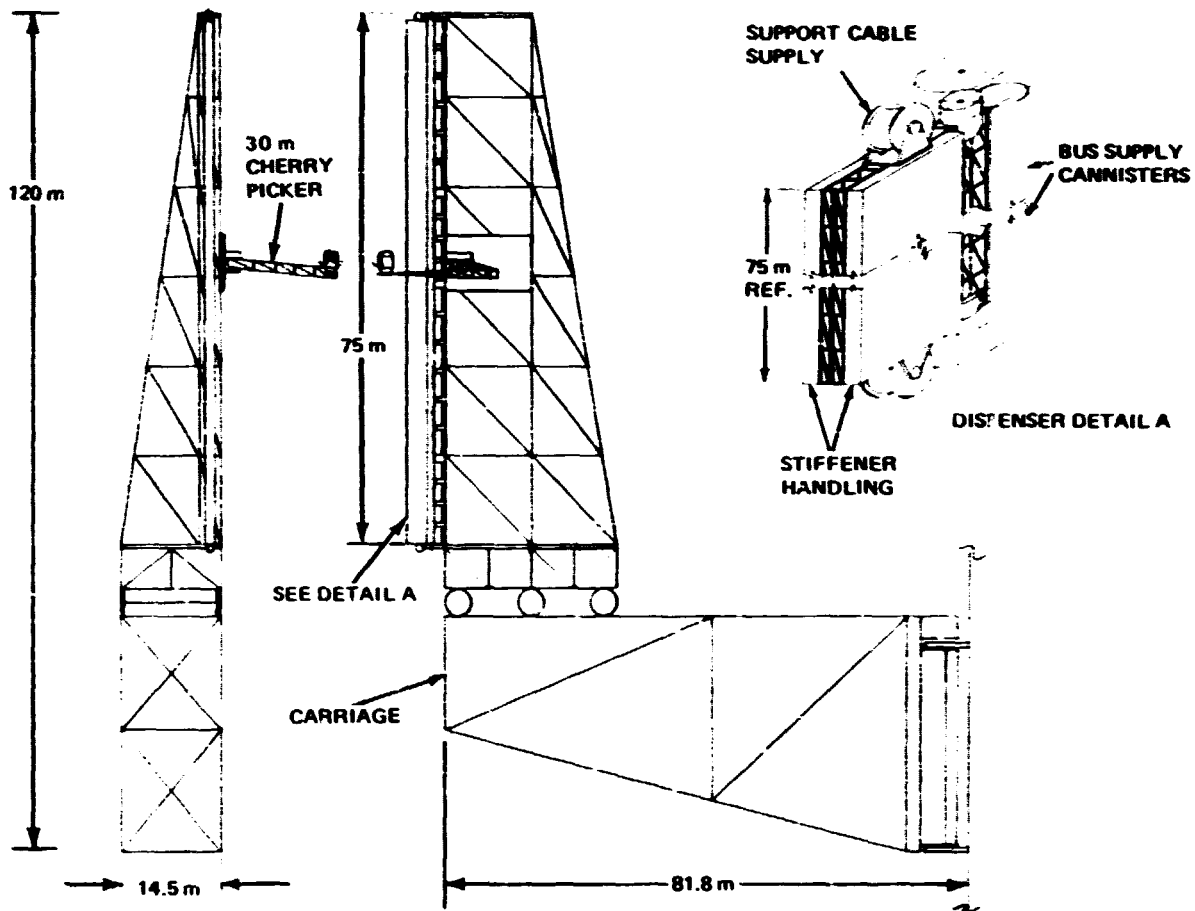 120 m
30 m
CHERRY
PICKER
75 m
SUPPORT CABLE
SUPPLY
BUS SUPPLY
CANNISTERS
75 m
REF.
DISPENSER DETAIL A
STIFFENER
HANDLING
SEE DETAIL A
CARRIAGE
14.5 m
81.8 m